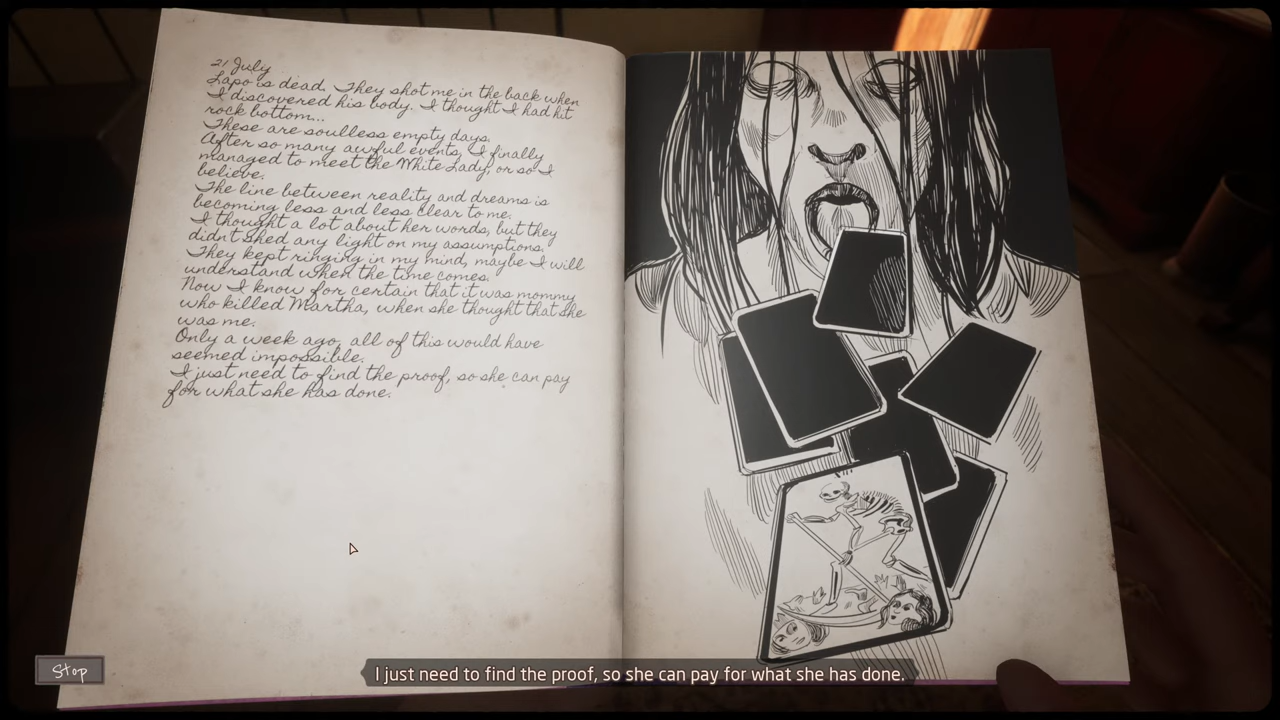 21 July
Lapo is dead. They shot me in the back when
I discovered his body. I thought I had hit
rock bottom...
These are soulless empty days.
After so many awful events, I finally
managed to meet the White Lady, or so I
believe.
The line between reality and dreams is
becoming less and less clear to me.
I thought a lot about her words, but they
didn't shed any light on my assumptions.
They kept ringing in my mind, maybe I will
understand when the time comes.
Now I know for certain that it was mommy
who killed Martha, when she thought that she
was me.
Only a week ago, all of this would have
seemed impossible.
I just need to find the proof, so she can pay
for what she has done.
Stop
I just need to find the proof, so she can pay for what she has done.